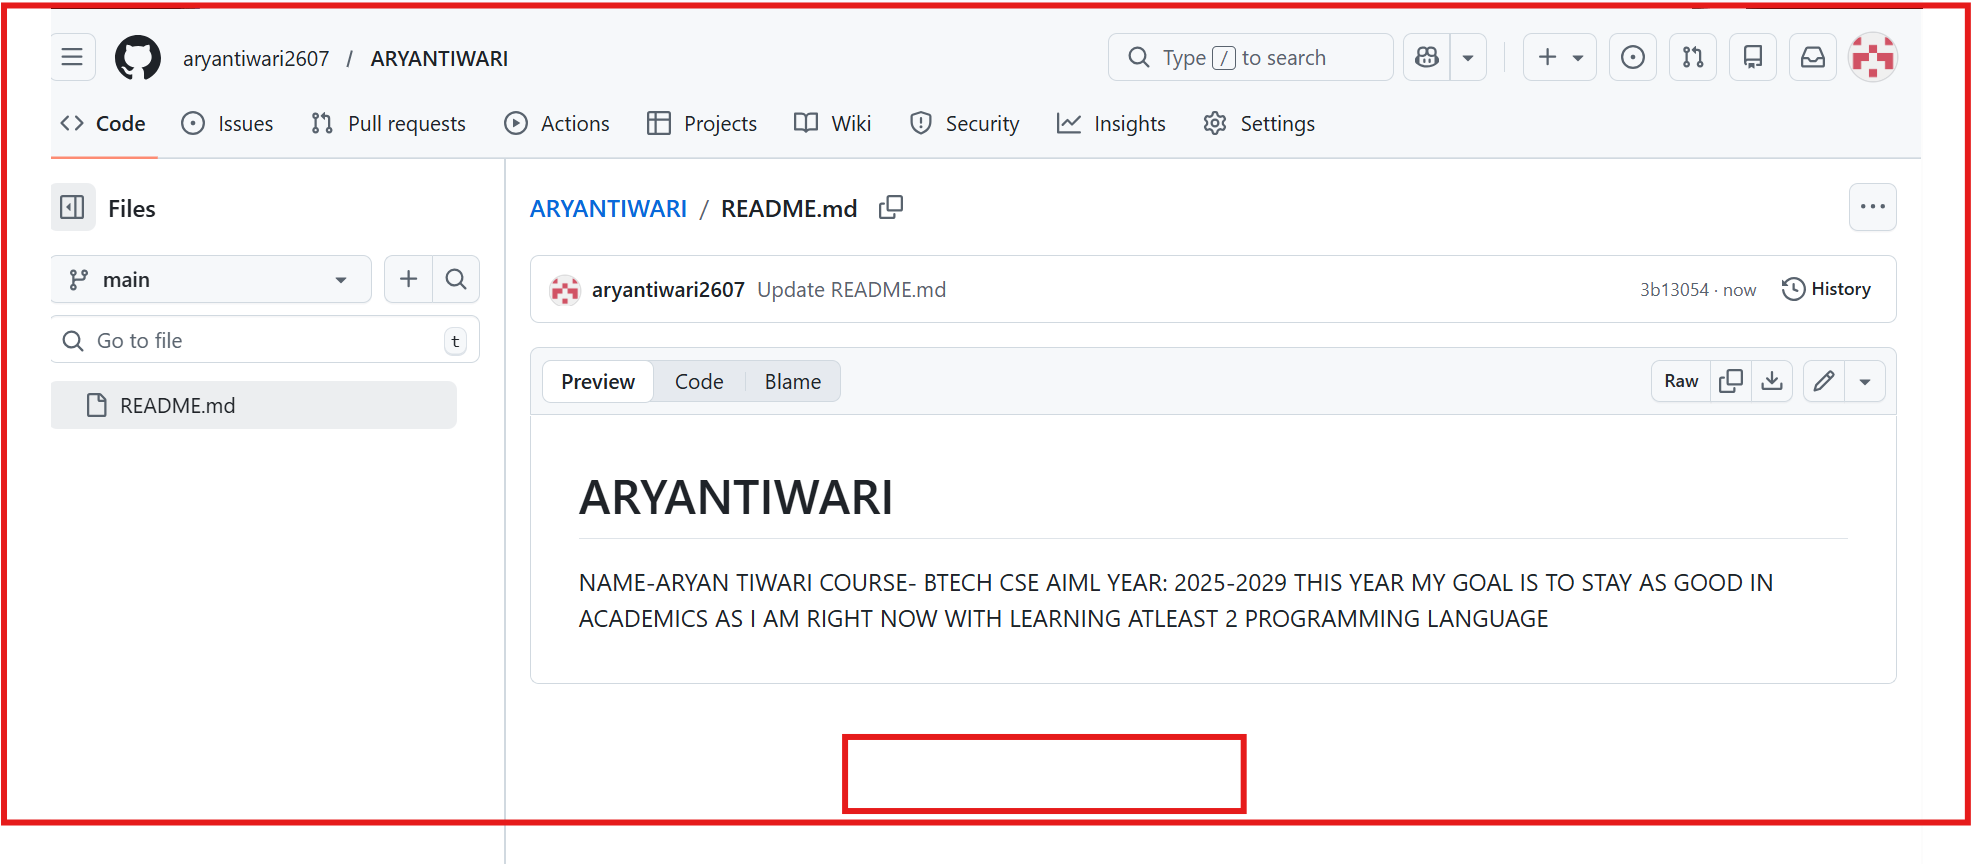 aryantiwari2607 / ARYANTIWARI
Type / to search
Code Issues Pull requests Actions Projects Wiki Security Insights Settings
Files
main
Go to file t
README.md
ARYANTIWARI / README.md
aryantiwari2607 Update README.md
3b13054 · now History
Preview Code Blame
Raw
ARYANTIWARI
NAME-ARYAN TIWARI COURSE- BTECH CSE AIML YEAR: 2025-2029 THIS YEAR MY GOAL IS TO STAY AS GOOD IN
ACADEMICS AS I AM RIGHT NOW WITH LEARNING ATLEAST 2 PROGRAMMING LANGUAGE